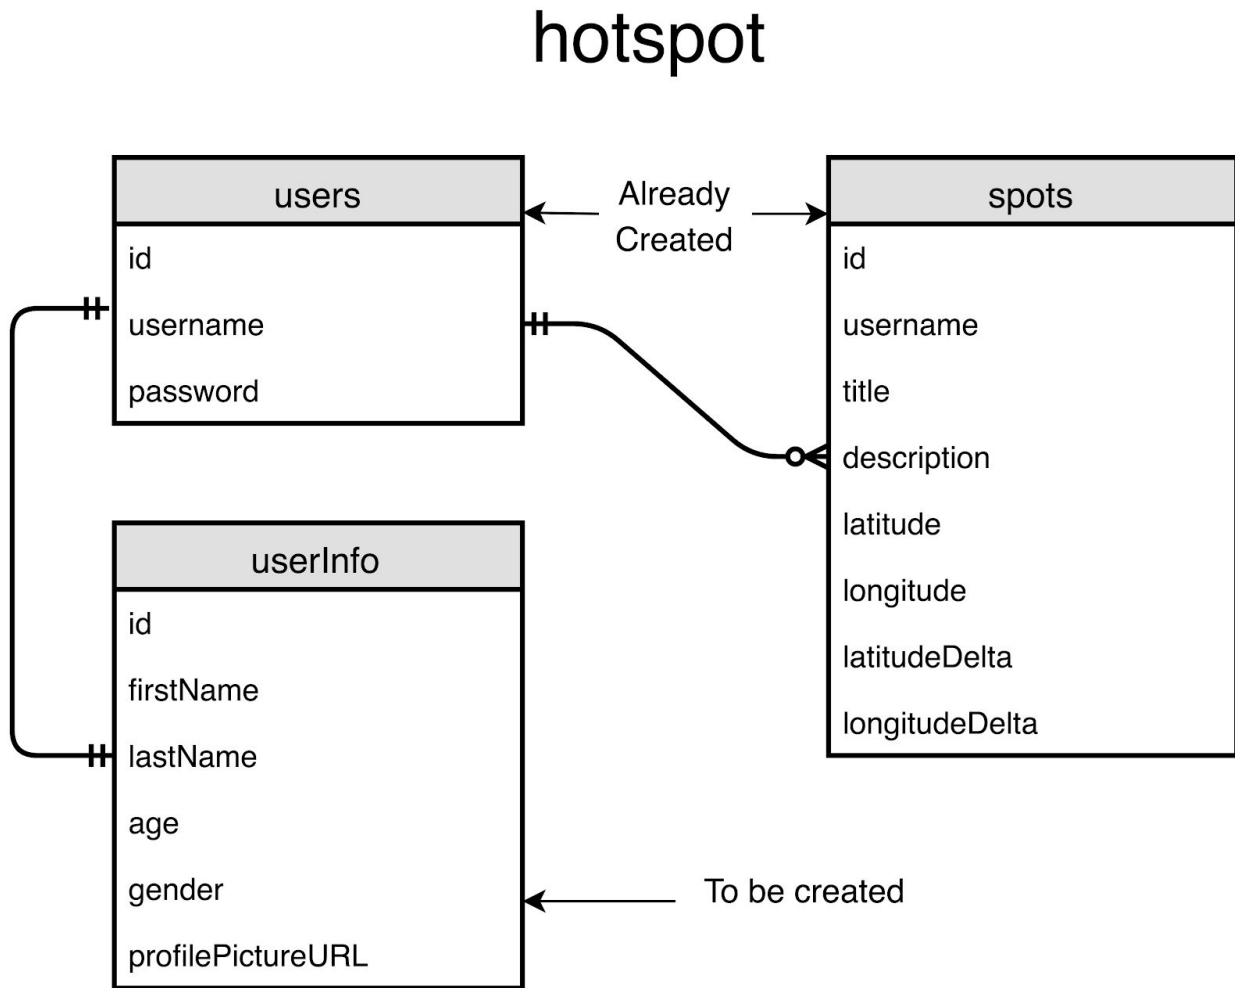 hotspot
users
id
username
password
Already
Created
spots
id
username
title
description
latitude
longitude
latitudeDelta
longitudeDelta
userInfo
id
firstName
lastName
age
gender
profilePictureURL
To be created